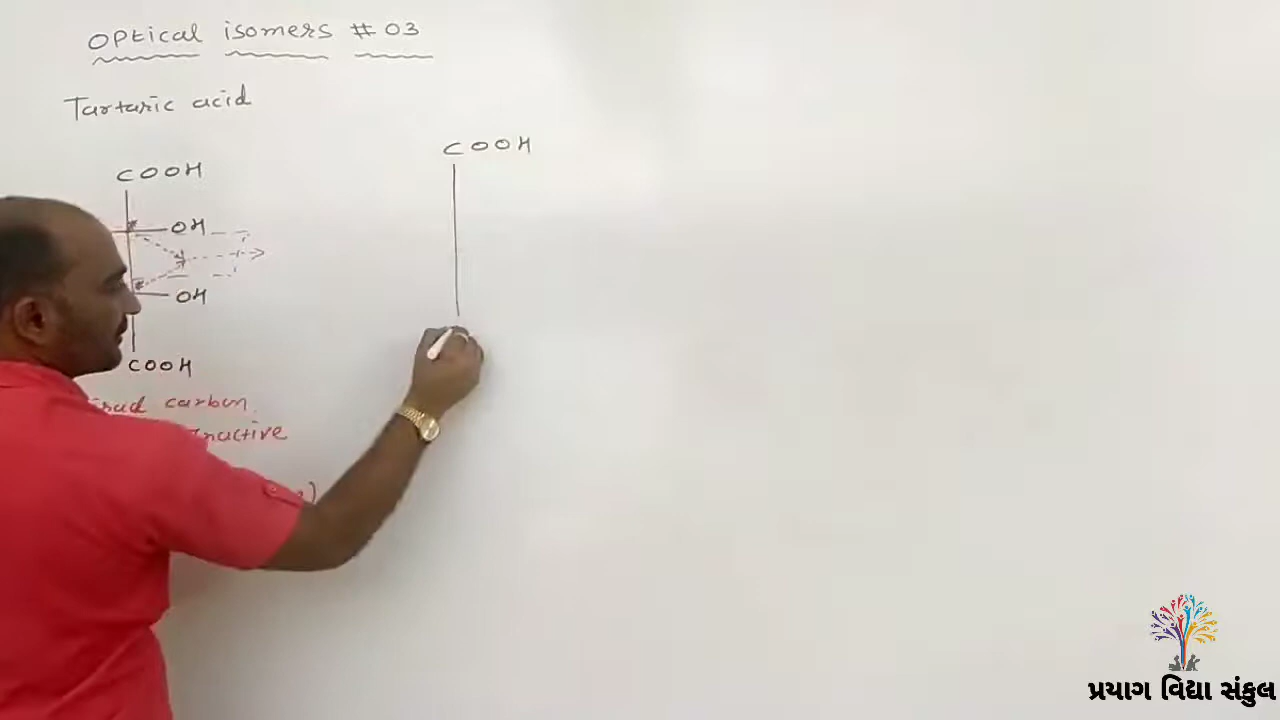 Optical isomers # 03
Tartaric acid
COOH
OH
OH
COOH
carbon
Inactive
COOH
પ્રયાગ વિદ્યા સંકુલ